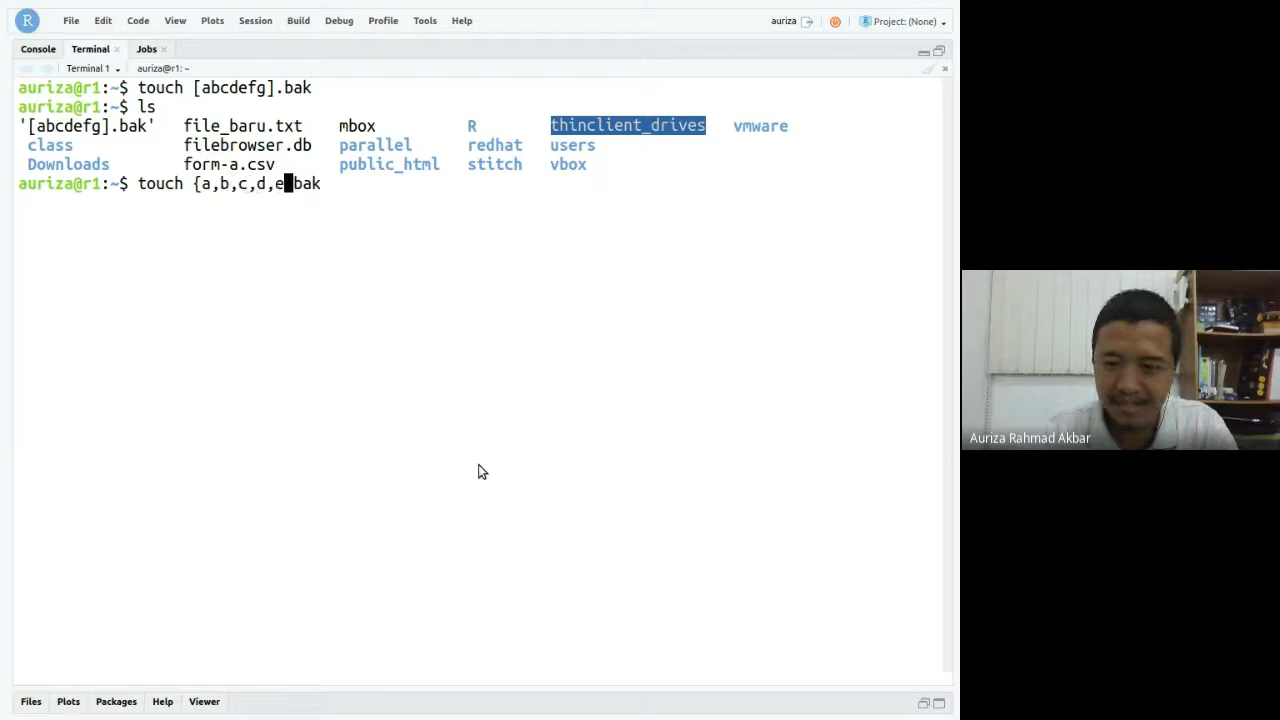 R File Edit Code View Plots Session Build Debug Profile Tools Help auriza R Project: (None)
Console Terminal Jobs
Terminal 1 auriza@r1: ~
auriza@r1:~$ touch [abcdefg].bak
auriza@r1:~$ ls
'[abcdefg].bak' file_baru.txt mbox R thinclient_drives vmware
class filebrowser.db parallel redhat users
Downloads form-a.csv public_html stitch vbox
auriza@r1:~$ touch {a,b,c,d,e.bak
Auriza Rahmad Akbar
Files Plots Packages Help Viewer